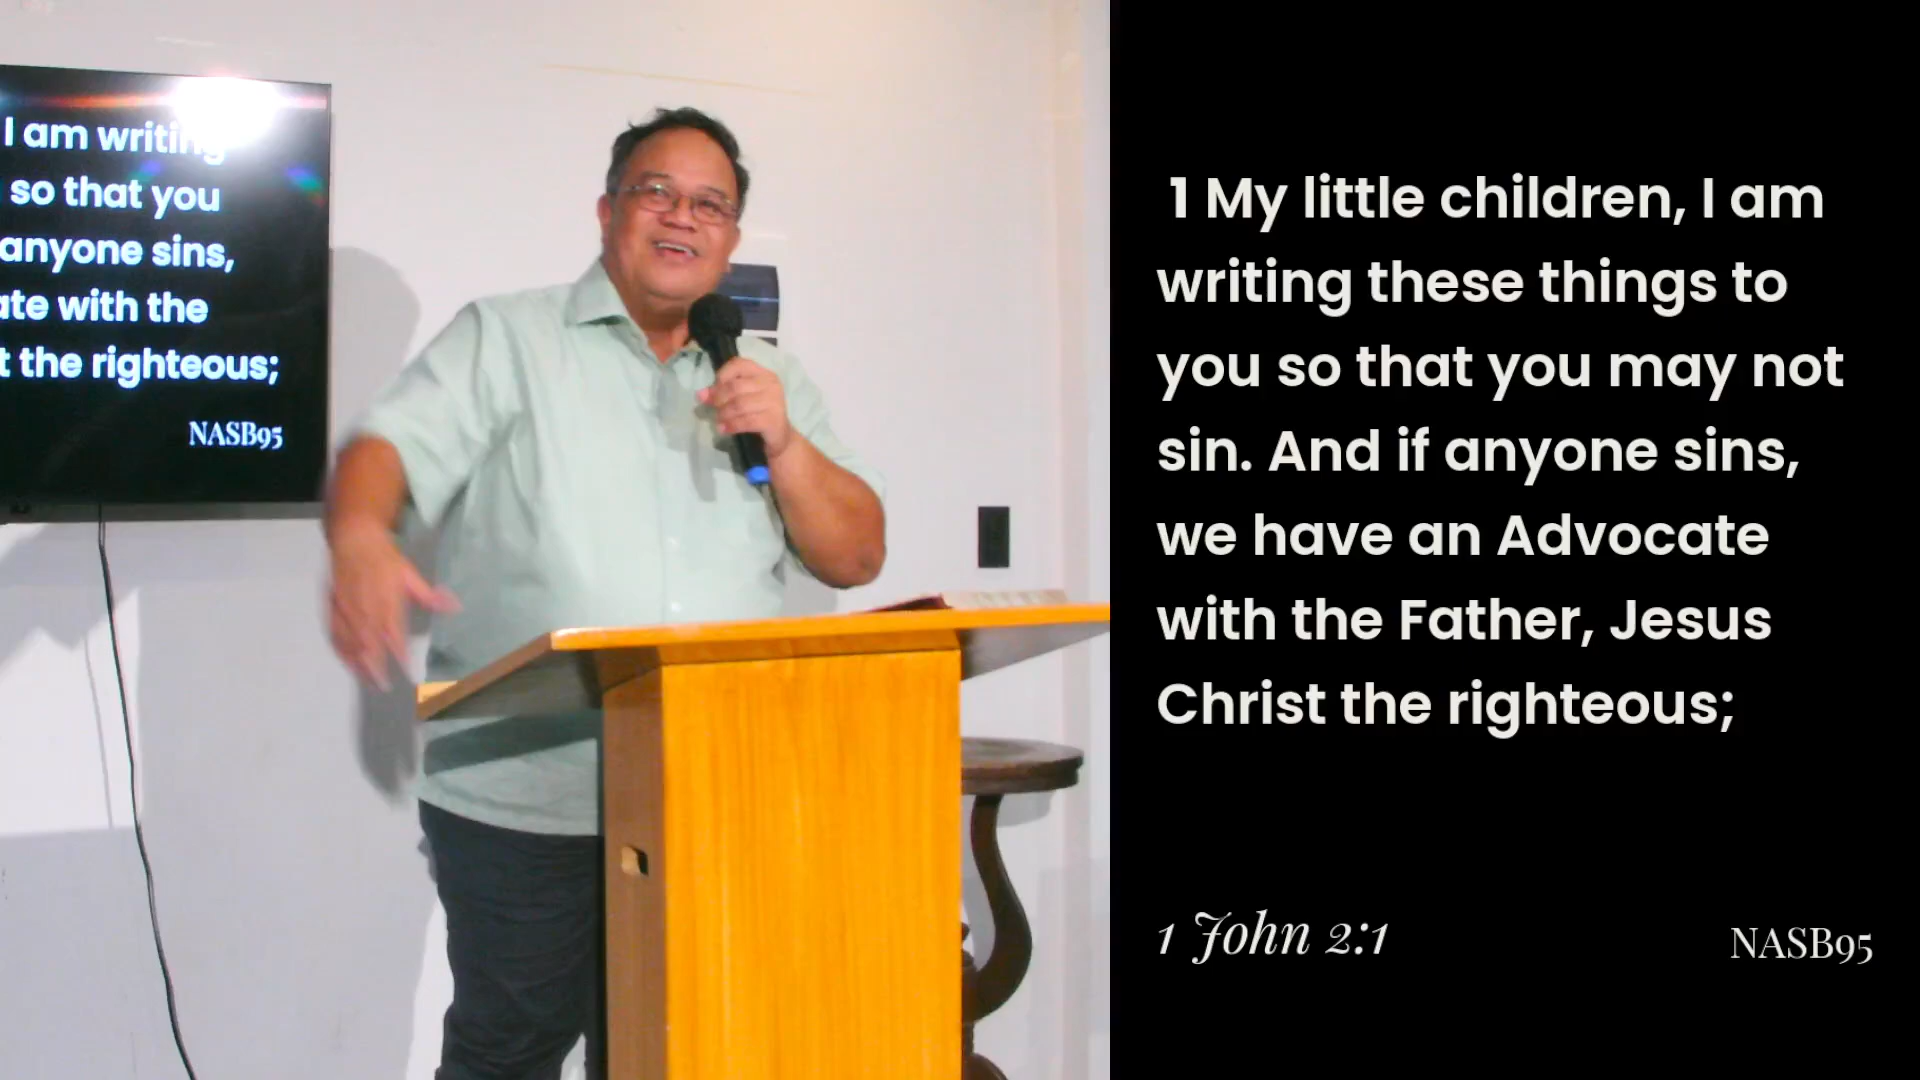 I am writing
so that you
anyone sins,
with the
the righteous;
NASB95
1 My little children, I am
writing these things to
you so that you may not
sin. And if anyone sins,
we have an Advocate
with the Father, Jesus
Christ the righteous;
1 John 2:1
NASB95